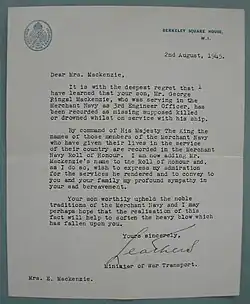 BERKELEY SQUARE HOUSE,
W.1.
2nd August, 1945.
Dear Mrs. Mackenzie,
It is with the deepest regret that I
have learned that your son, Mr. George
Ringal Mackenzie, who was serving in the
Merchant Navy as 3rd Engineer Officer, has
been recorded as missing supposed killed
or drowned whilst on service with his ship.
By command of His Majesty The King the
names of those members of the Merchant Navy
who have given their lives in the service
of their country are recorded in the Merchant
Navy Roll of Honour. I am now adding Mr.
Mackenzie's name to the Roll of Honour and,
as I do so, wish to express my admiration
for the services he rendered and to convey to
you and your family my profound sympathy in
your sad bereavement.
Your son worthily upheld the noble
traditions of the Merchant Navy and I may
perhaps hope that the realisation of this
fact will help to soften the heavy blow which
has fallen upon you.
Yours sincerely,
Leathers
Minister of War Transport.
Mrs. E. Mackenzie.